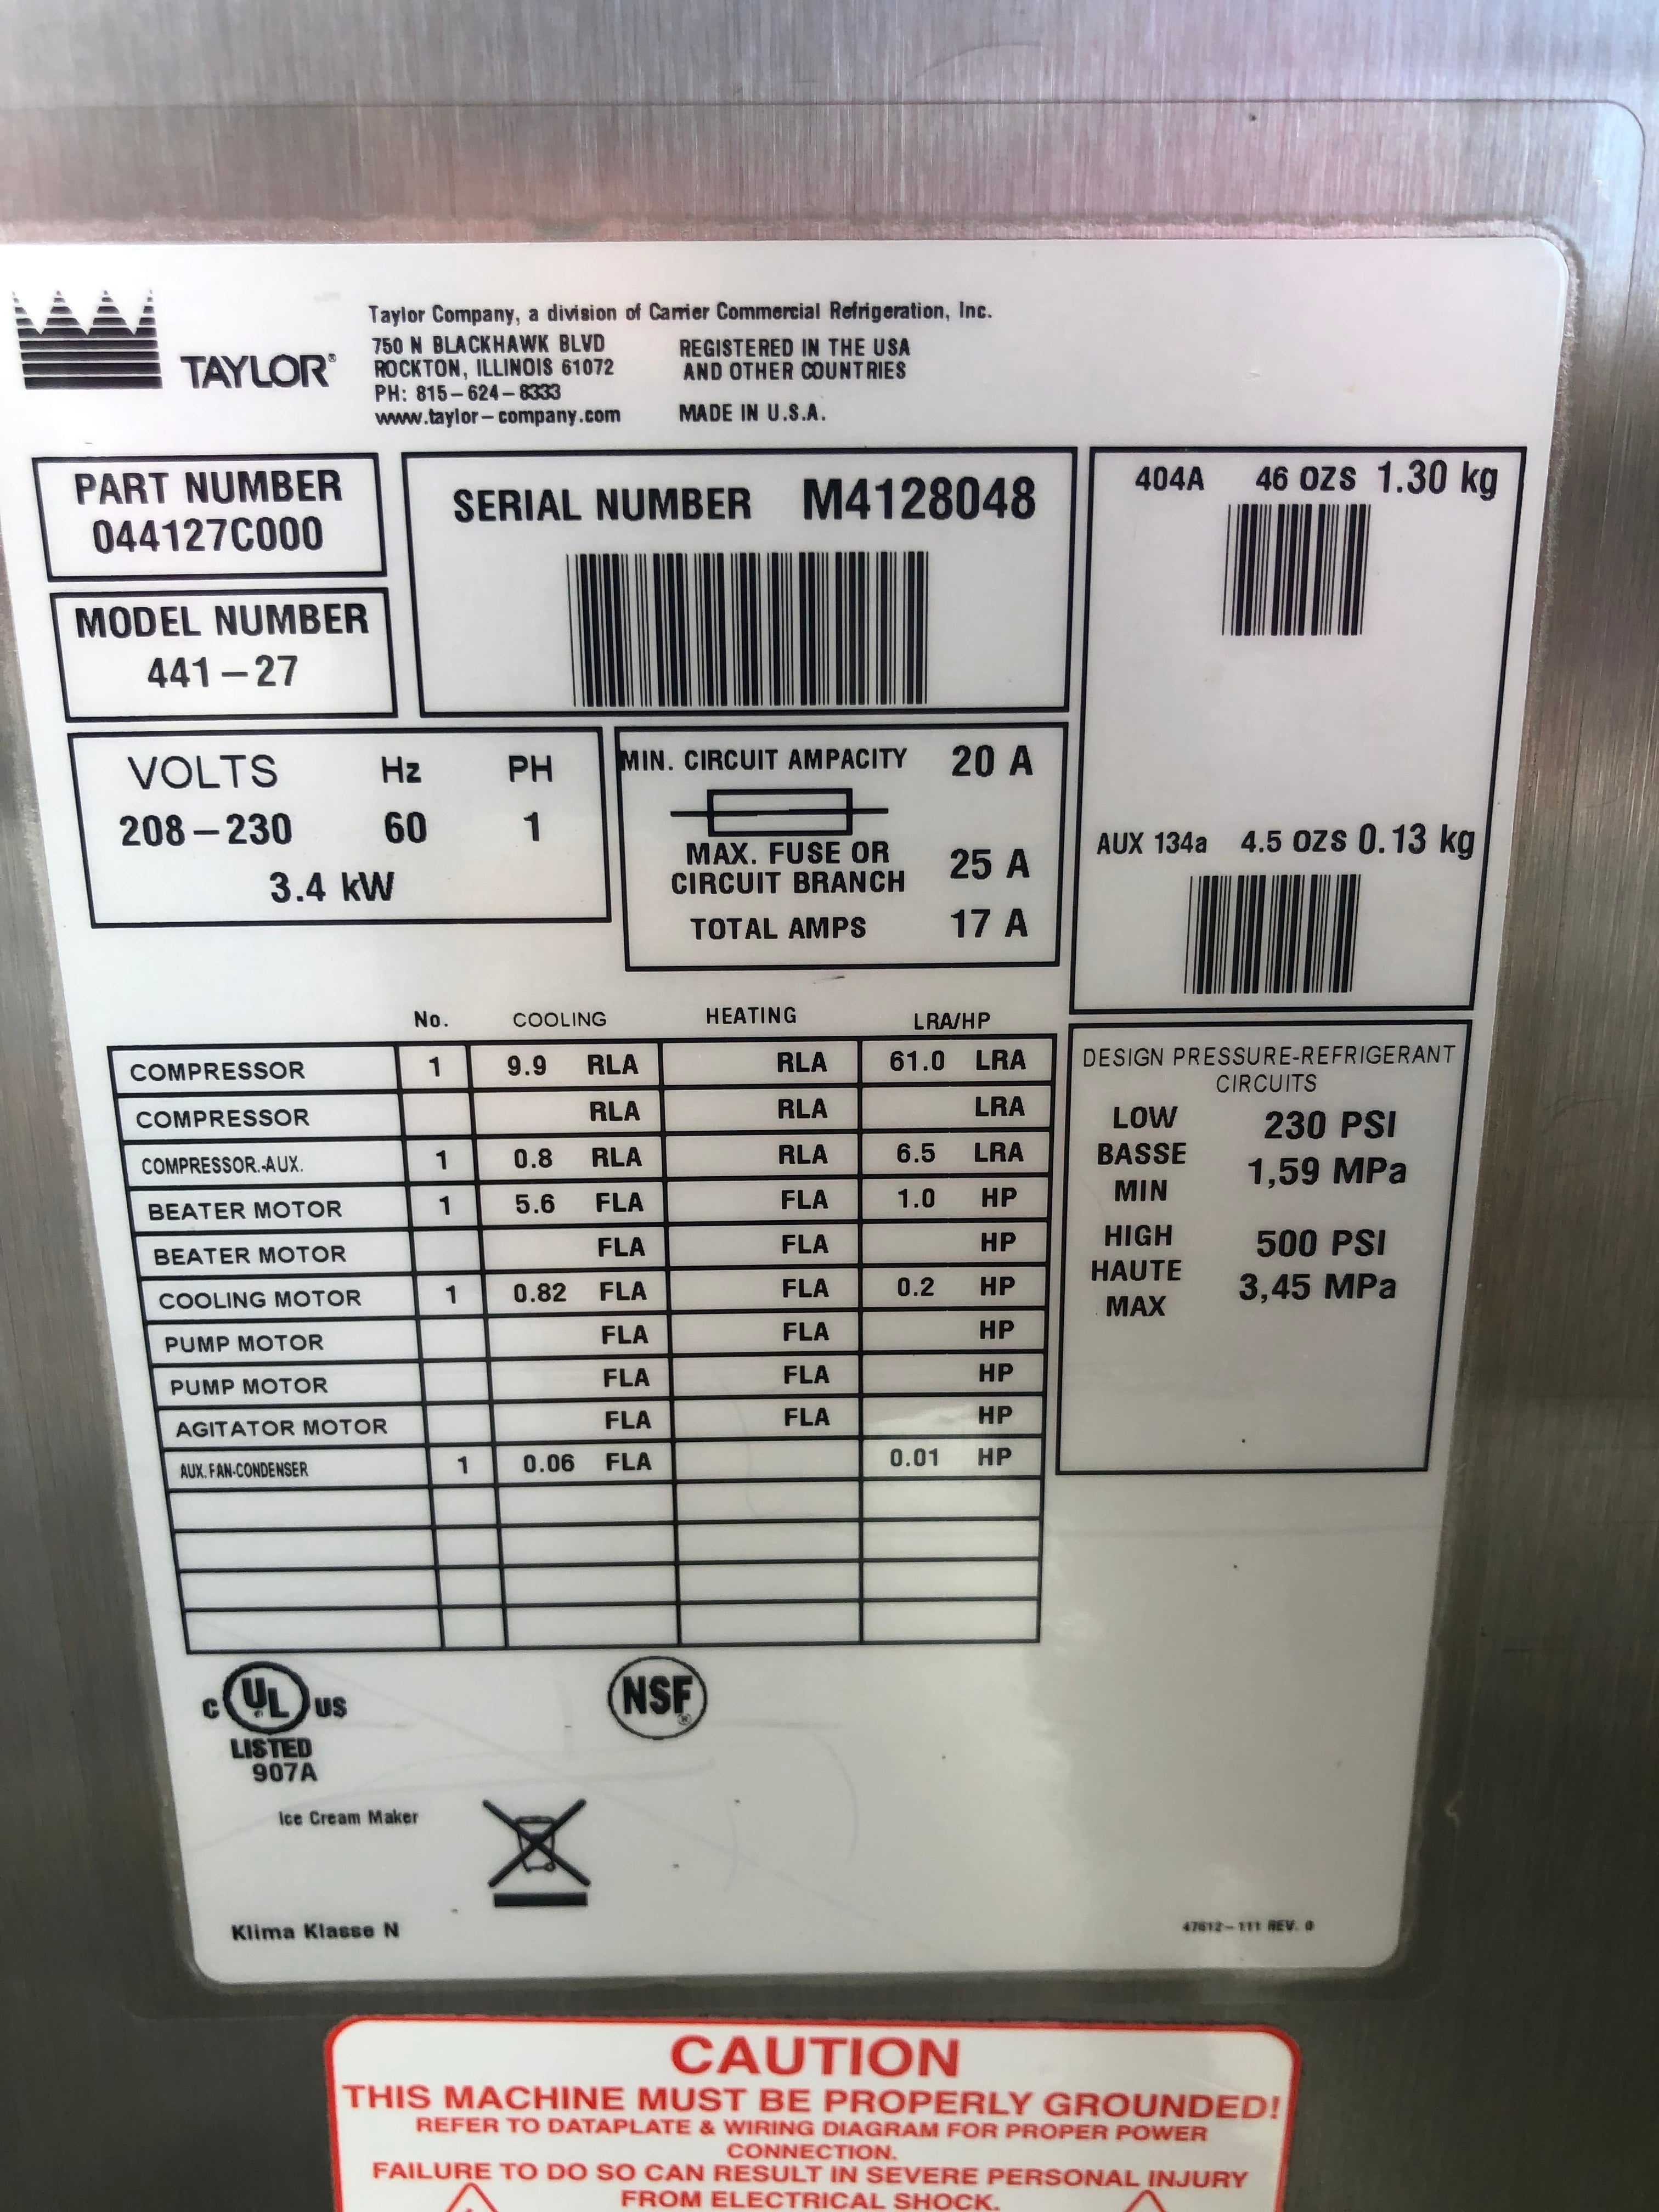 TAYLOR®
Taylor Company, a division of Carrier Commercial Refrigeration, Inc.
750 N BLACKHAWK BLVD
ROCKTON, ILLINOIS 61072
PH: 815-624-8333
www.taylor-company.com
REGISTERED IN THE USA
AND OTHER COUNTRIES
MADE IN U.S.A.
PART NUMBER
044127C000
MODEL NUMBER
441-27
SERIAL NUMBER M4128048
404A 46 OZS 1.30 kg
AUX 134a 4.5 OZS 0.13 kg
VOLTS Hz PH
208-230 60 1
3.4 kW
MIN. CIRCUIT AMPACITY 20 A
MAX. FUSE OR
CIRCUIT BRANCH 25 A
TOTAL AMPS 17 A
No. COOLING HEATING LRA/HP
COMPRESSOR 1 9.9 RLA RLA 61.0 LRA
COMPRESSOR RLA RLA LRA
COMPRESSOR.-AUX. 1 0.8 RLA RLA 6.5 LRA
BEATER MOTOR 1 5.6 FLA FLA 1.0 HP
BEATER MOTOR FLA FLA HP
COOLING MOTOR 1 0.82 FLA FLA 0.2 HP
PUMP MOTOR FLA FLA HP
PUMP MOTOR FLA FLA HP
AGITATOR MOTOR FLA FLA HP
AUX. FAN-CONDENSER 1 0.06 FLA 0.01 HP
DESIGN PRESSURE-REFRIGERANT
CIRCUITS
LOW 230 PSI
BASSE 1,59 MPa
MIN
HIGH 500 PSI
HAUTE 3,45 MPa
MAX
C UL® US
LISTED
907A
NSF®
Ice Cream Maker
Klima Klasse N
47612-111 REV. 0
CAUTION
THIS MACHINE MUST BE PROPERLY GROUNDED!
REFER TO DATAPLATE & WIRING DIAGRAM FOR PROPER POWER
CONNECTION.
FAILURE TO DO SO CAN RESULT IN SEVERE PERSONAL INJURY
FROM ELECTRICAL SHOCK.